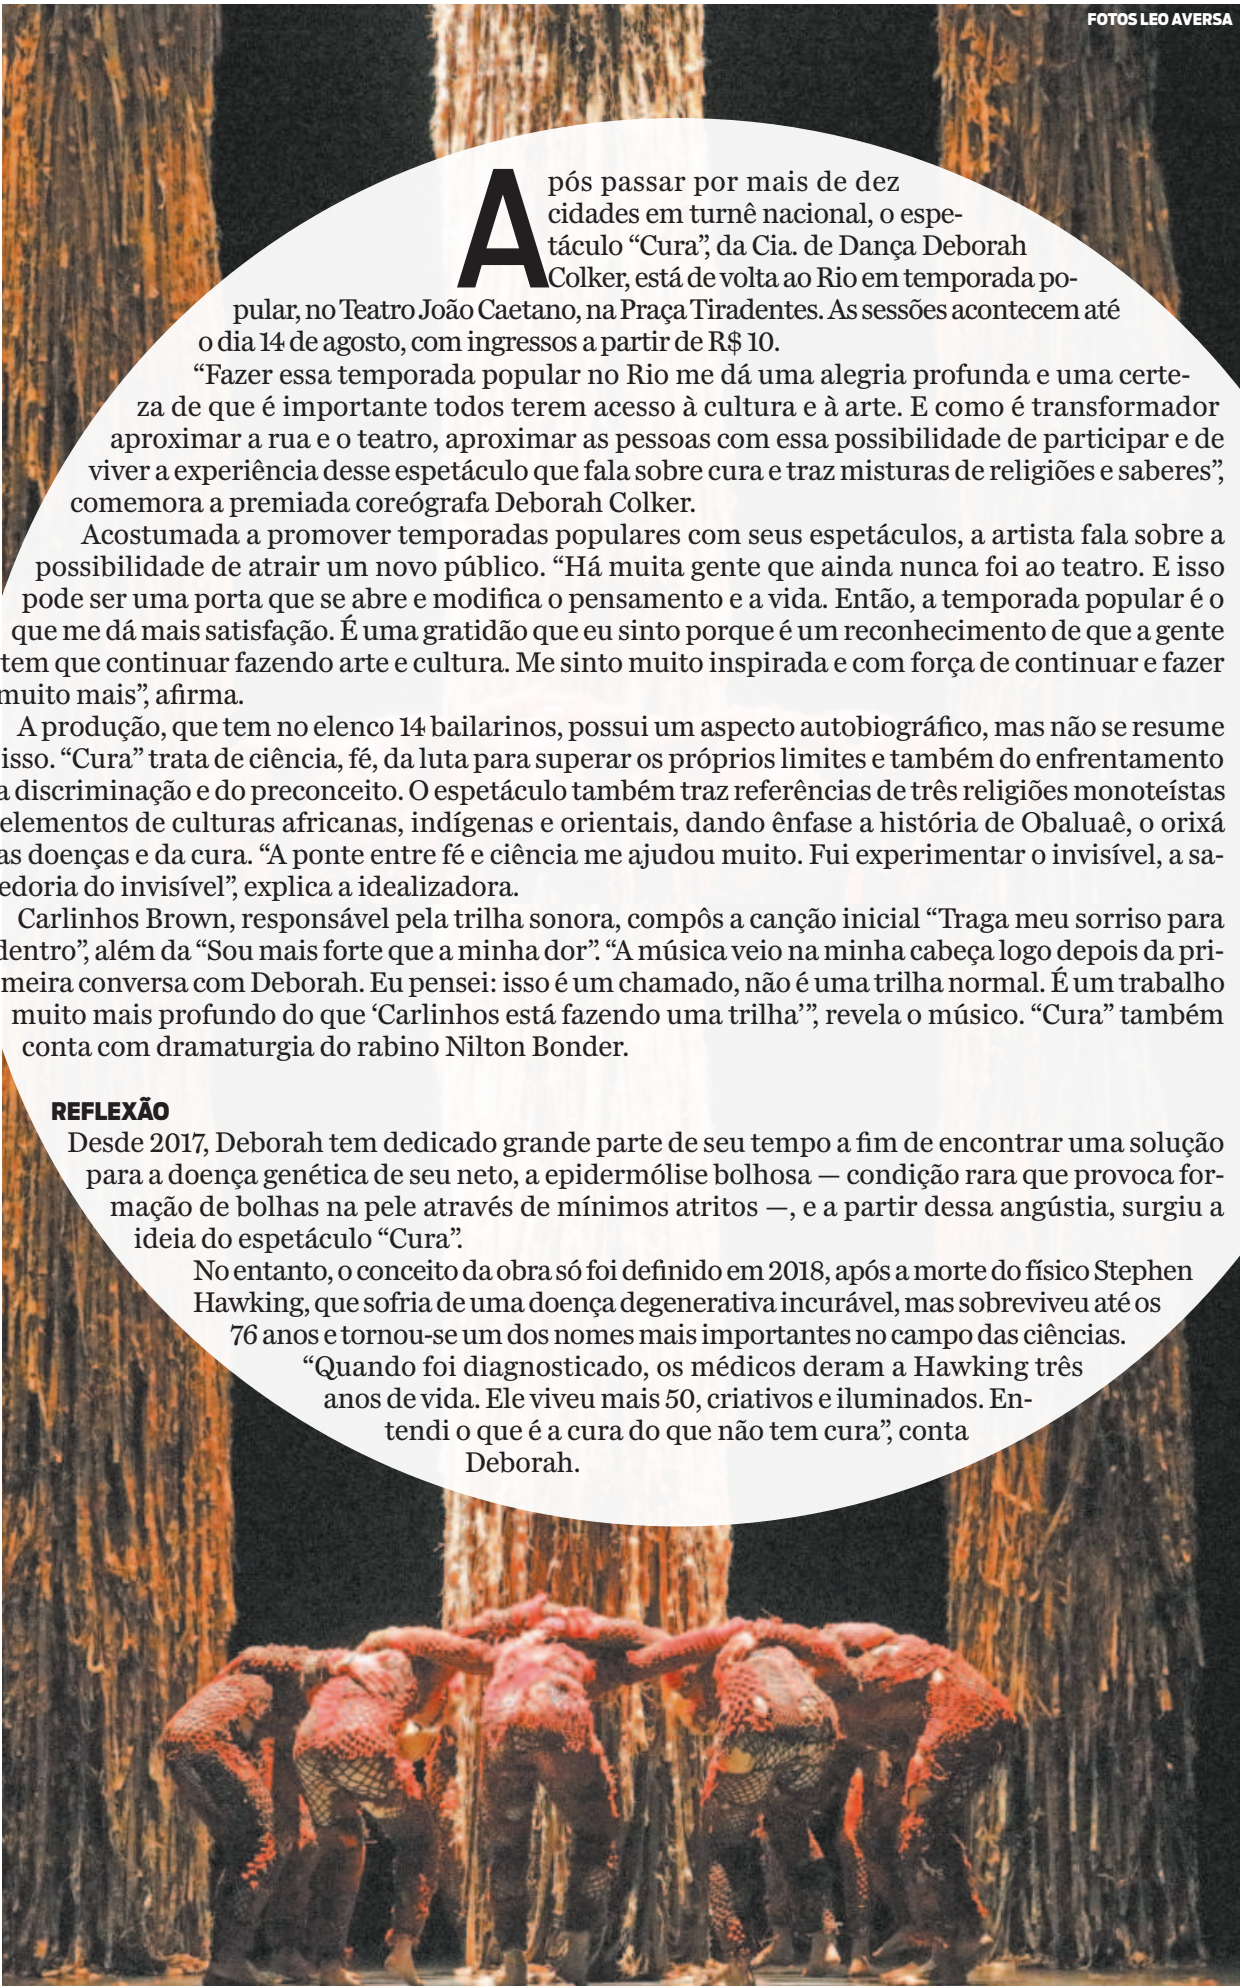 FOTOS LEO AVERSA
Após passar por mais de dez
cidades em turnê nacional, o espe-
táculo “Cura”, da Cia. de Dança Deborah
Colker, está de volta ao Rio em temporada po-
pular, no Teatro João Caetano, na Praça Tiradentes. As sessões acontecem até
o dia 14 de agosto, com ingressos a partir de R$ 10.
“Fazer essa temporada popular no Rio me dá uma alegria profunda e uma certe-
za de que é importante todos terem acesso à cultura e à arte. E como é transformador
aproximar a rua e o teatro, aproximar as pessoas com essa possibilidade de participar e de
viver a experiência desse espetáculo que fala sobre cura e traz misturas de religiões e saberes”,
comemora a premiada coreógrafa Deborah Colker.
Acostumada a promover temporadas populares com seus espetáculos, a artista fala sobre a
possibilidade de atrair um novo público. “Há muita gente que ainda nunca foi ao teatro. E isso
pode ser uma porta que se abre e modifica o pensamento e a vida. Então, a temporada popular é o
que me dá mais satisfação. É uma gratidão que eu sinto porque é um reconhecimento de que a gente
tem que continuar fazendo arte e cultura. Me sinto muito inspirada e com força de continuar e fazer
muito mais”, afirma.
A produção, que tem no elenco 14 bailarinos, possui um aspecto autobiográfico, mas não se resume
isso. “Cura” trata de ciência, fé, da luta para superar os próprios limites e também do enfrentamento
a discriminação e do preconceito. O espetáculo também traz referências de três religiões monoteístas
elementos de culturas africanas, indígenas e orientais, dando ênfase a história de Obaluaê, o orixá
as doenças e da cura. “A ponte entre fé e ciência me ajudou muito. Fui experimentar o invisível, a sa-
edoria do invisível”, explica a idealizadora.
Carlinhos Brown, responsável pela trilha sonora, compôs a canção inicial “Traga meu sorriso para
dentro”, além da “Sou mais forte que a minha dor”. “A música veio na minha cabeça logo depois da pri-
meira conversa com Deborah. Eu pensei: isso é um chamado, não é uma trilha normal. É um trabalho
muito mais profundo do que ‘Carlinhos está fazendo uma trilha’”, revela o músico. “Cura” também
conta com dramaturgia do rabino Nilton Bonder.
REFLEXÃO
Desde 2017, Deborah tem dedicado grande parte de seu tempo a fim de encontrar uma solução
para a doença genética de seu neto, a epidermólise bolhosa — condição rara que provoca for-
mação de bolhas na pele através de mínimos atritos —, e a partir dessa angústia, surgiu a
ideia do espetáculo “Cura”.
No entanto, o conceito da obra só foi definido em 2018, após a morte do físico Stephen
Hawking, que sofria de uma doença degenerativa incurável, mas sobreviveu até os
76 anos e tornou-se um dos nomes mais importantes no campo das ciências.
“Quando foi diagnosticado, os médicos deram a Hawking três
anos de vida. Ele viveu mais 50, criativos e iluminados. En-
tendi o que é a cura do que não tem cura”, conta
Deborah.